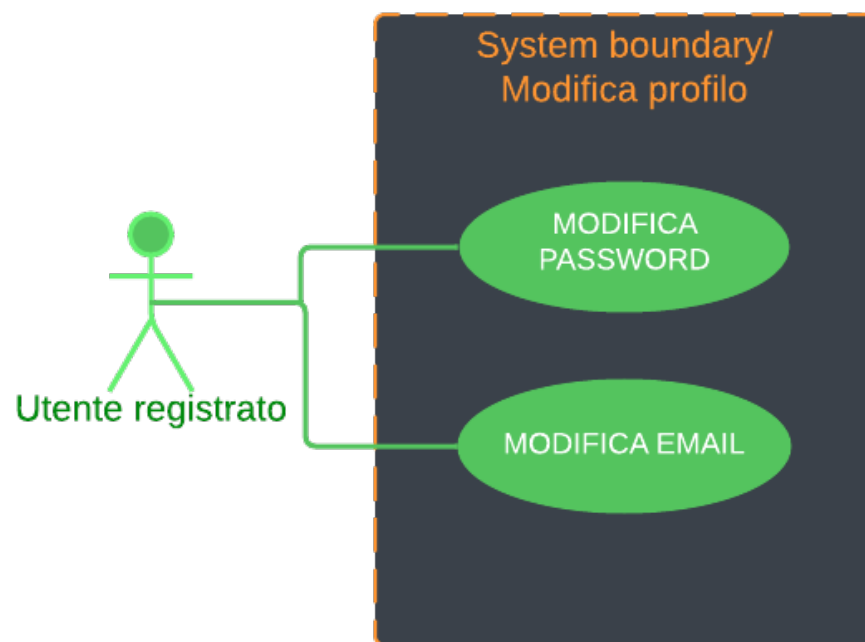 System boundary/
Modifica profilo
MODIFICA
PASSWORD
Utente registrato
MODIFICA EMAIL